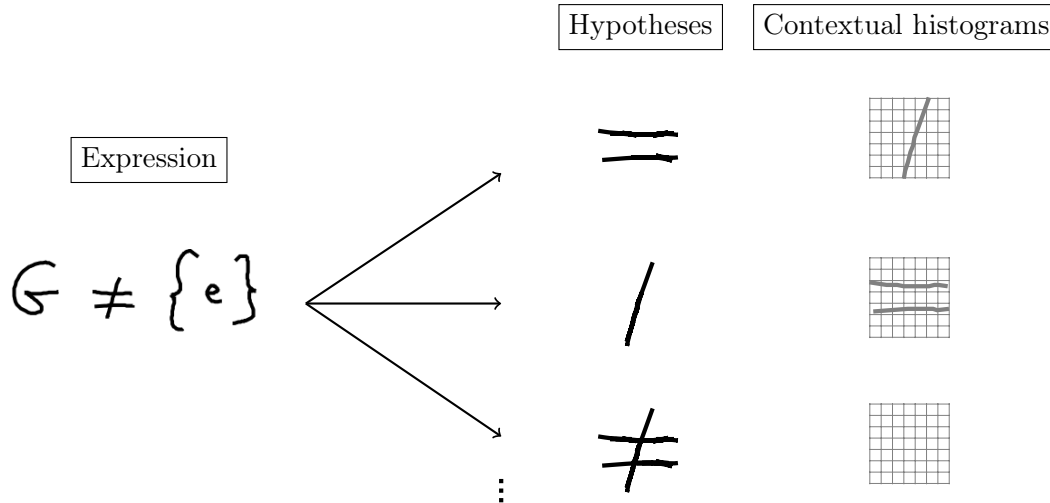 Hypotheses
Contextual histograms
Expression
G ≠ {e}
=
/
≠
⋮